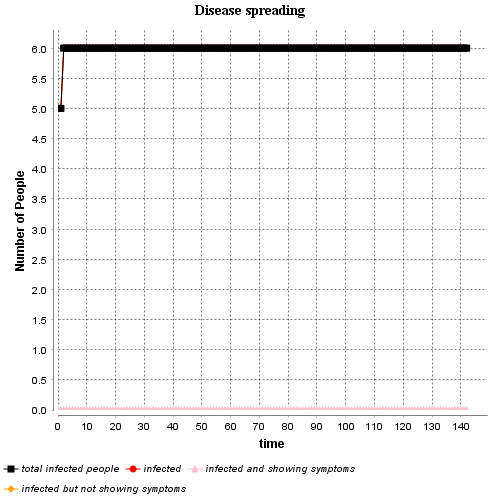 Disease spreading
Number of People
6.0
5.5
5.0
4.5
4.0
3.5
3.0
2.5
2.0
1.5
1.0
0.5
0.0
0 10 20 30 40 50 60 70 80 90 100 110 120 130 140
time
total infected people infected infected and showing symptoms
infected but not showing symptoms